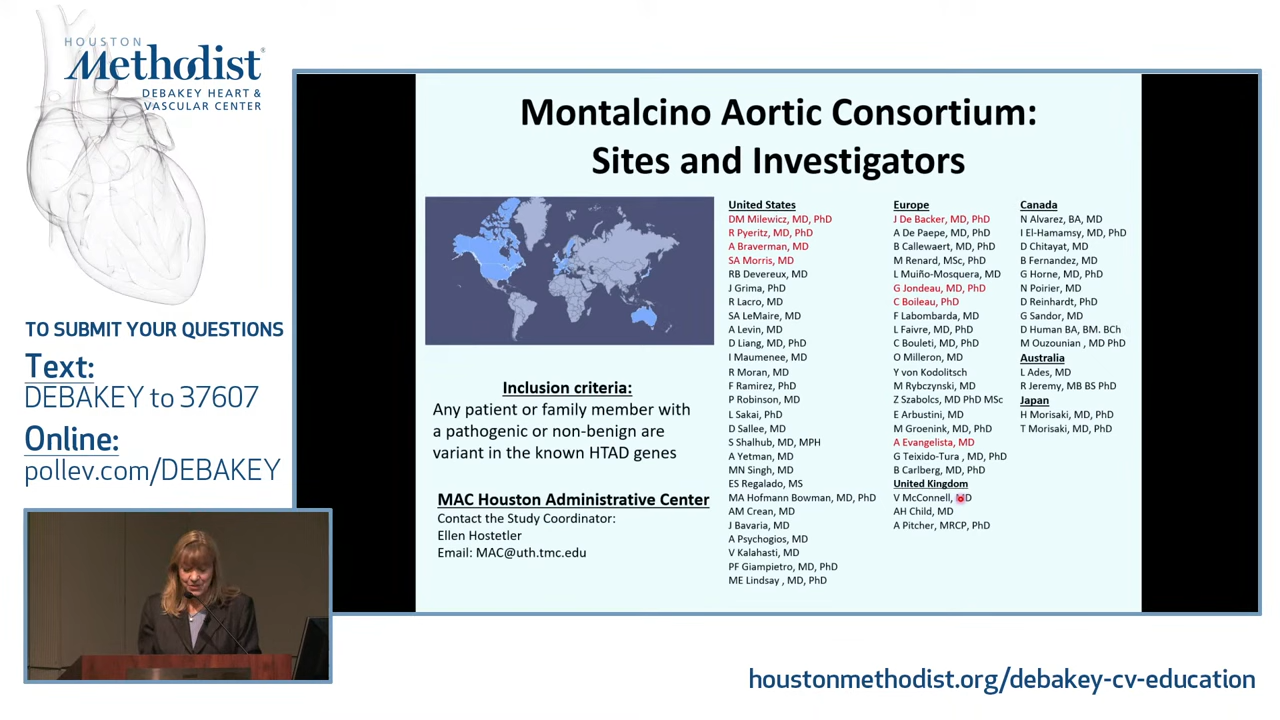 HOUSTON
Methodist®
DEBAKEY HEART &
VASCULAR CENTER
TO SUBMIT YOUR QUESTIONS
Text:
DEBAKEY to 37607
Online:
pollev.com/DEBAKEY
Montalcino Aortic Consortium:
Sites and Investigators
Inclusion criteria:
Any patient or family member with
a pathogenic or non-benign are
variant in the known HTAD genes
MAC Houston Administrative Center
Contact the Study Coordinator:
Ellen Hostetler
Email: MAC@uth.tmc.edu
United States
DM Milewicz, MD, PhD
R Pyeritz, MD, PhD
A Braverman, MD
SA Morris, MD
RB Devereux, MD
J Grima, PhD
R Lacro, MD
SA LeMaire, MD
A Levin, MD
D Liang, MD, PhD
I Maumenee, MD
R Moran, MD
F Ramirez, PhD
P Robinson, MD
L Sakai, PhD
D Sallee, MD
S Shalhub, MD, MPH
A Yetman, MD
MN Singh, MD
ES Regalado, MS
MA Hofmann Bowman, MD, PhD
AM Crean, MD
J Bavaria, MD
A Psychogios, MD
V Kalahasti, MD
PF Giampietro, MD, PhD
ME Lindsay , MD, PhD
Europe
J De Backer, MD, PhD
A De Paepe, MD, PhD
B Callewaert, MD, PhD
M Renard, MSc, PhD
L Muiño-Mosquera, MD
G Jondeau, MD, PhD
C Boileau, PhD
F Labombarda, MD
L Faivre, MD, PhD
C Bouleti, MD, PhD
O Milleron, MD
Y von Kodolitsch
M Rybczynski, MD
Z Szabolcs, MD PhD MSc
E Arbustini, MD
M Groenink, MD, PhD
A Evangelista, MD
G Teixido-Tura , MD, PhD
B Carlberg, MD, PhD
United Kingdom
V McConnell, MD
AH Child, MD
A Pitcher, MRCP, PhD
Canada
N Alvarez, BA, MD
I El-Hamamsy, MD, PhD
D Chitayat, MD
B Fernandez, MD
G Horne, MD, PhD
N Poirier, MD
D Reinhardt, PhD
G Sandor, MD
D Human BA, BM. BCh
M Ouzounian , MD PhD
Australia
L Ades, MD
R Jeremy, MB BS PhD
Japan
H Morisaki, MD, PhD
T Morisaki, MD, PhD
houstonmethodist.org/debakey-cv-education